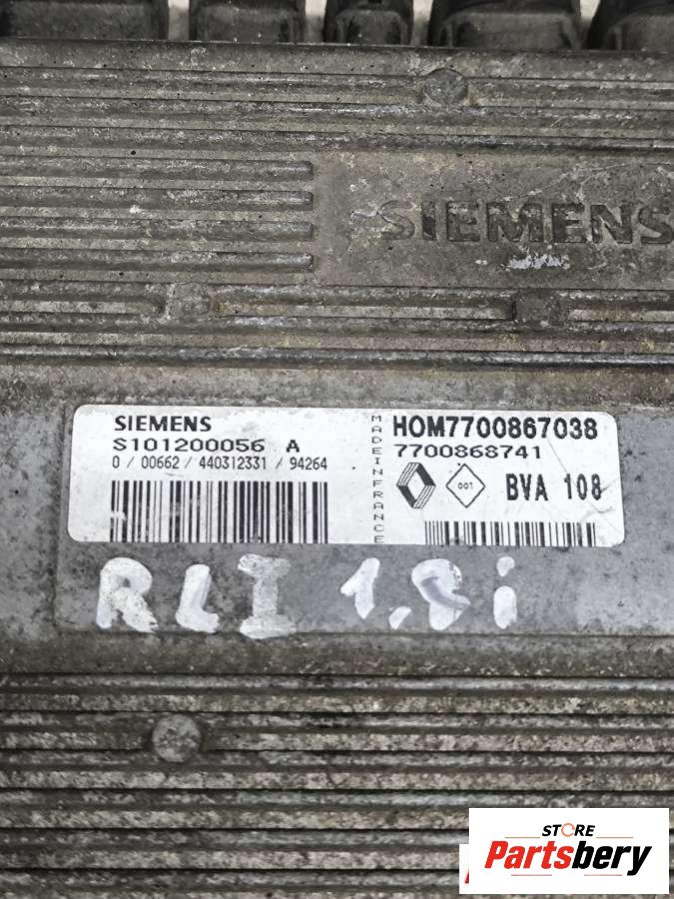 SIEMENS
SIEMENS
S101200056 A
0 / 00662 / 440312331 / 94264
MADE IN FRANCE
HOM7700867038
7700868741
001
BVA 108
RLI 1.8i
STORE
Partsbery